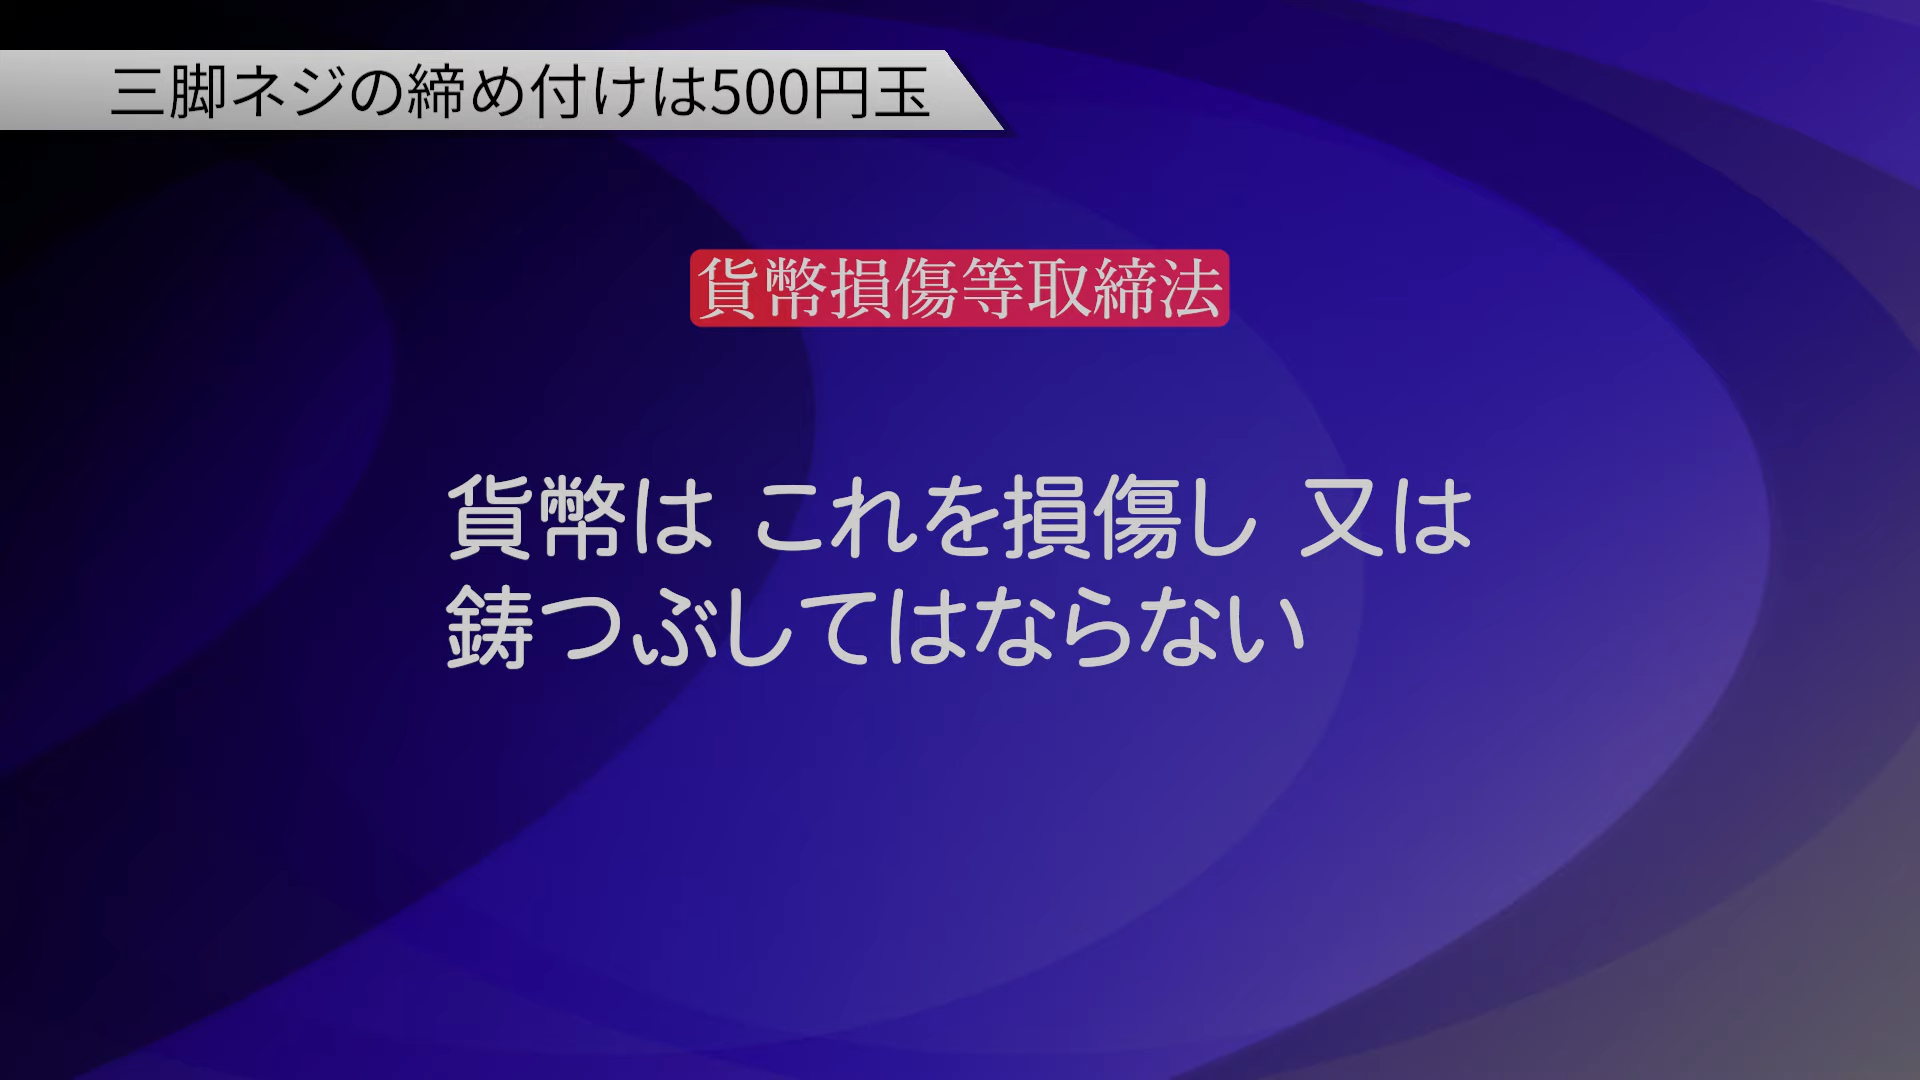 三脚ネジの締め付けは500円玉
貨幣損傷等取締法
貨幣は これを損傷し 又は
鋳つぶしてはならない